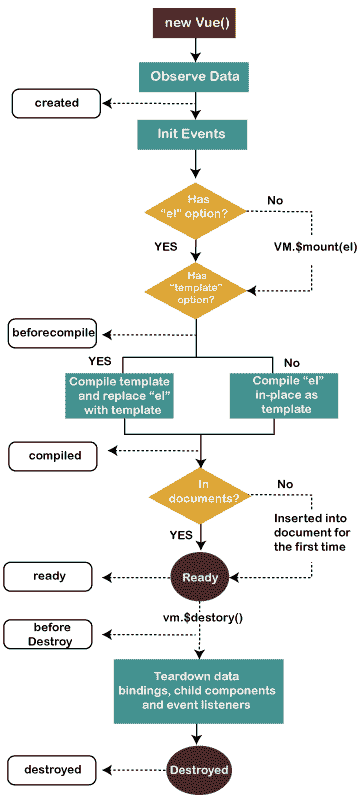 new Vue()
Observe Data
created
Init Events
Has
"el" option?
No
YES
VM.$mount(el)
Has
"template"
option?
beforecompile
YES
No
Compile template
and replace "el"
with template
Compile "el"
in-place as
template
compiled
In
documents?
No
YES
Inserted into
document for
the first time
ready
Ready
vm.$destory()
before
Destroy
Teardown data
bindings, child components
and event listeners
destroyed
Destroyed